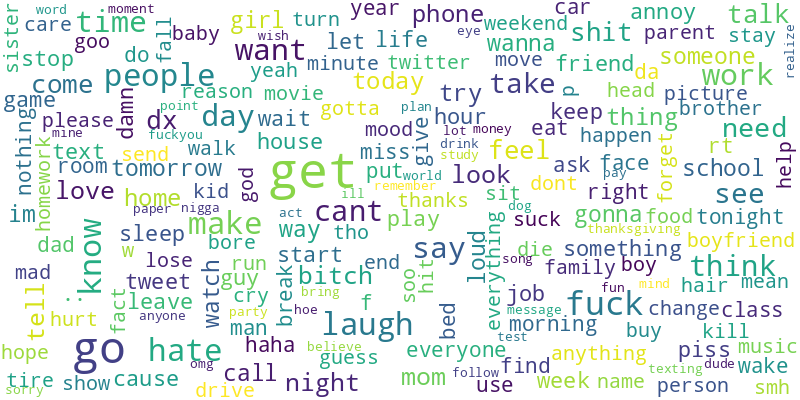 word moment year phone car annoy
sister care time fall baby girl turn weekend shit talk
stop goo do want wish let life eye wanna parent stay
come people yeah minute twitter move friend someone work realize
reason movie today take p da head picture
game day gotta try hour keep thing brother need
nothing please damn dx point wait plan
mine fuckyou mood give lot money eat happen rt help
homework text send walk house miss drink feel forget
room tomorrow god put study ask face school
love home kid get ill world look dont pay right see
im paper nigga remember sit dog
know make act cant thanks suck gonna food tonight
dad w sleep bore way tho play everything thanksgiving boyfriend
say loud die something
mad lose run start end soo hit song family boy think
.. tweet guy bitch hair mean
tell fact leave watch cry break bring f job fun mind
hurt anyone man party hoe laugh bed message fuck change class
go morning test buy kill
hope hate haha believe everyone anything piss music
omg guess find dude
tire show cause call night mom follow week name texting wake
sorry drive use person smh